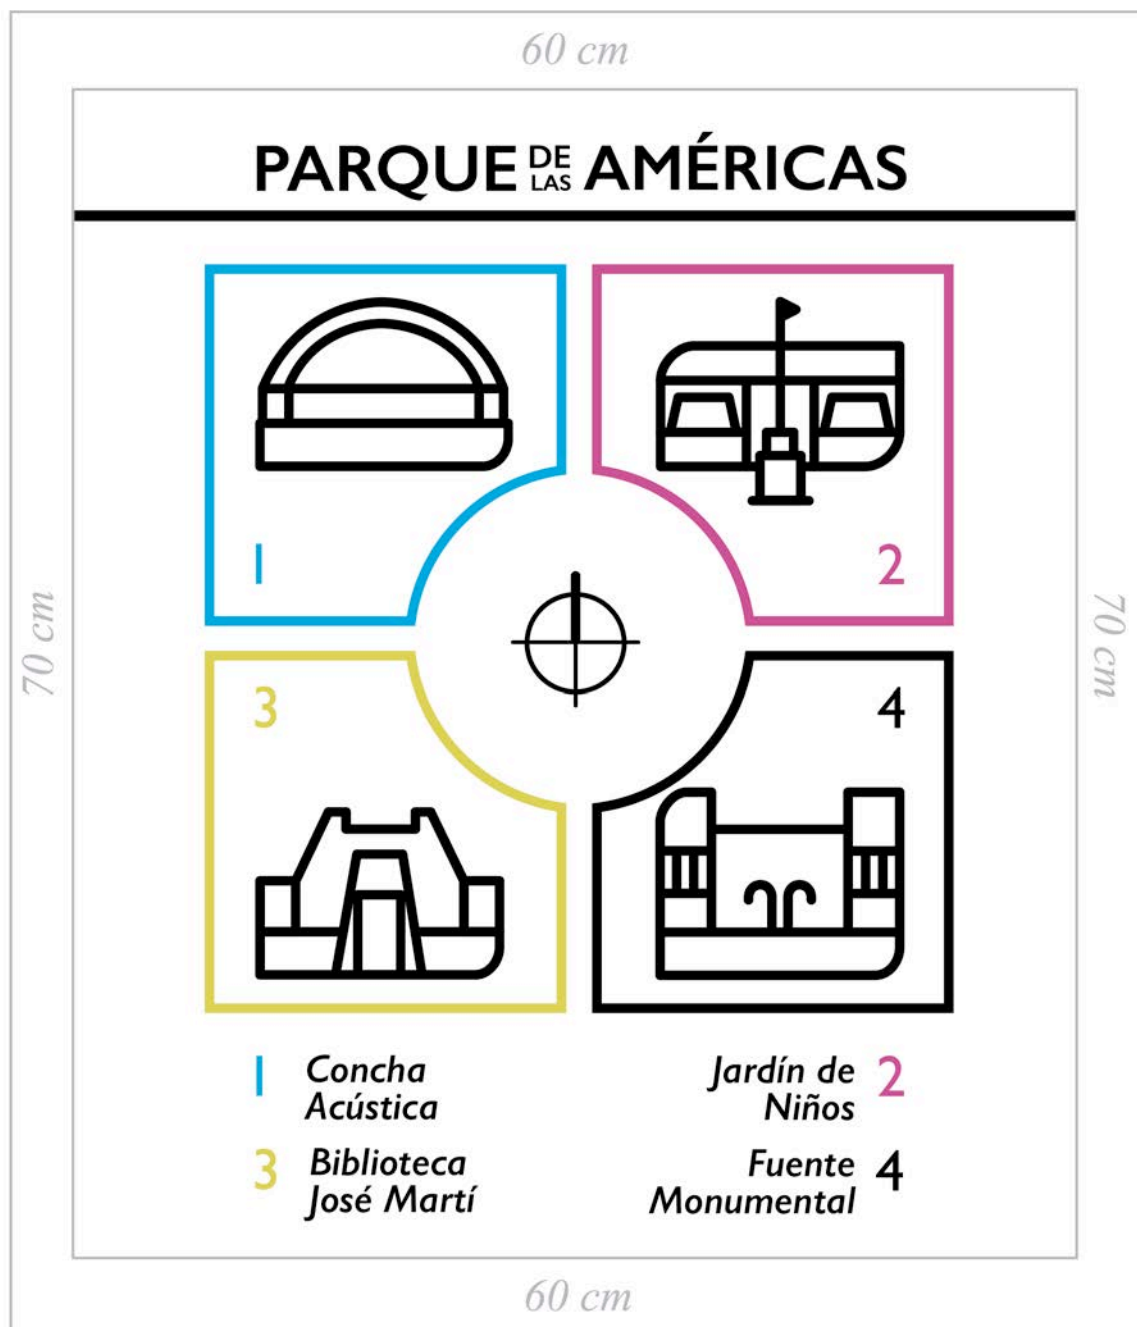 60 cm
PARQUE DE LAS AMÉRICAS
1
2
70 cm
70 cm
3
4
1 Concha
Acústica
Jardín de 2
Niños
3 Biblioteca
José Martí
Fuente 4
Monumental
60 cm